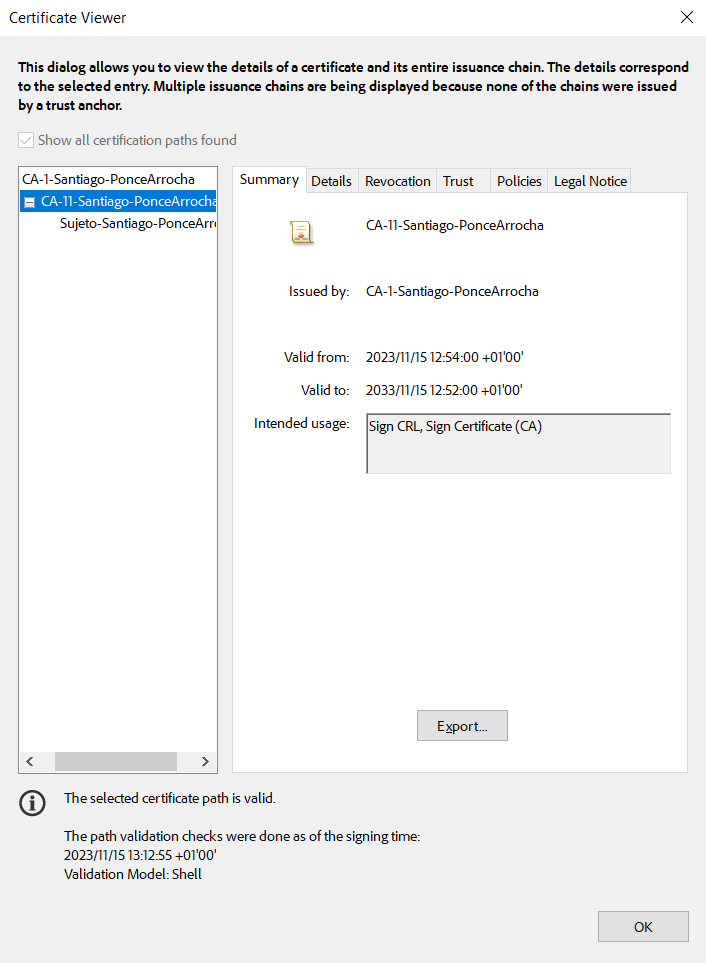 Certificate Viewer
This dialog allows you to view the details of a certificate and its entire issuance chain. The details correspond
to the selected entry. Multiple issuance chains are being displayed because none of the chains were issued
by a trust anchor.
Show all certification paths found
CA-1-Santiago-PonceArrocha
CA-11-Santiago-PonceArrocha
Sujeto-Santiago-PonceArr
Summary Details Revocation Trust Policies Legal Notice
CA-11-Santiago-PonceArrocha
Issued by: CA-1-Santiago-PonceArrocha
Valid from: 2023/11/15 12:54:00 +01'00'
Valid to: 2033/11/15 12:52:00 +01'00'
Intended usage: Sign CRL, Sign Certificate (CA)
Export...
The selected certificate path is valid.
The path validation checks were done as of the signing time:
2023/11/15 13:12:55 +01'00'
Validation Model: Shell
OK